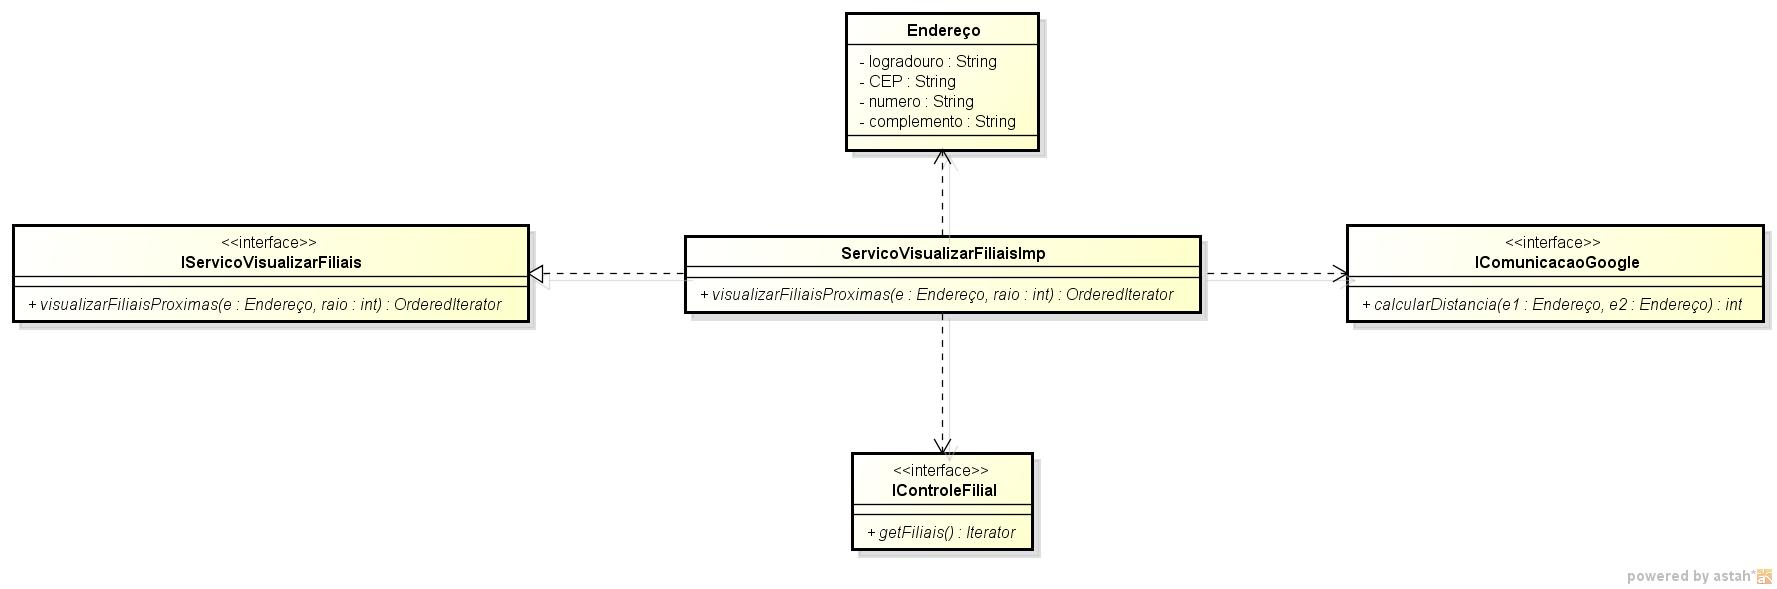 Endereço
- logradouro : String
- CEP : String
- numero : String
- complemento : String
<<interface>>
IServicoVisualizarFiliais
+ visualizarFiliaisProximas(e : Endereço, raio : int) : OrderedIterator
ServicoVisualizarFiliaisImp
+ visualizarFiliaisProximas(e : Endereço, raio : int) : OrderedIterator
<<interface>>
IComunicacaoGoogle
+ calcularDistancia(e1 : Endereço, e2 : Endereço) : int
<<interface>>
IControleFilial
+ getFiliais() : Iterator
powered by astah*